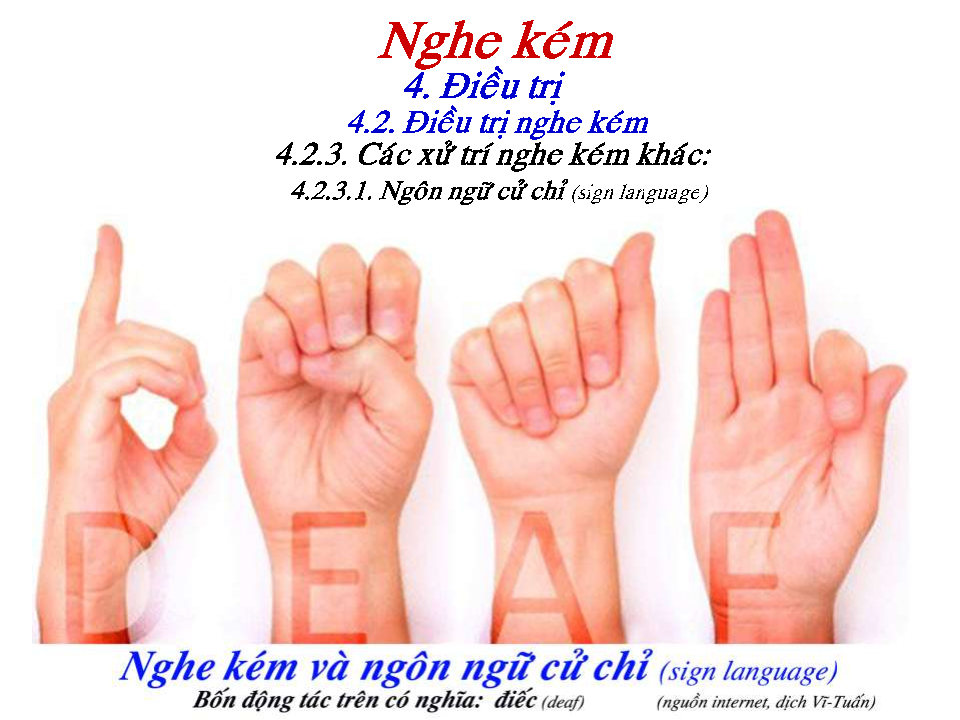 Nghe kém
4. Điều trị
4.2. Điều trị nghe kém
4.2.3. Các xử trí nghe kém khác:
4.2.3.1. Ngôn ngữ cử chỉ (sign language)
D E A F
Nghe kém và ngôn ngữ cử chỉ (sign language)
Bốn động tác trên có nghĩa: điếc (deaf) (nguồn internet, dịch Vĩ-Tuấn)